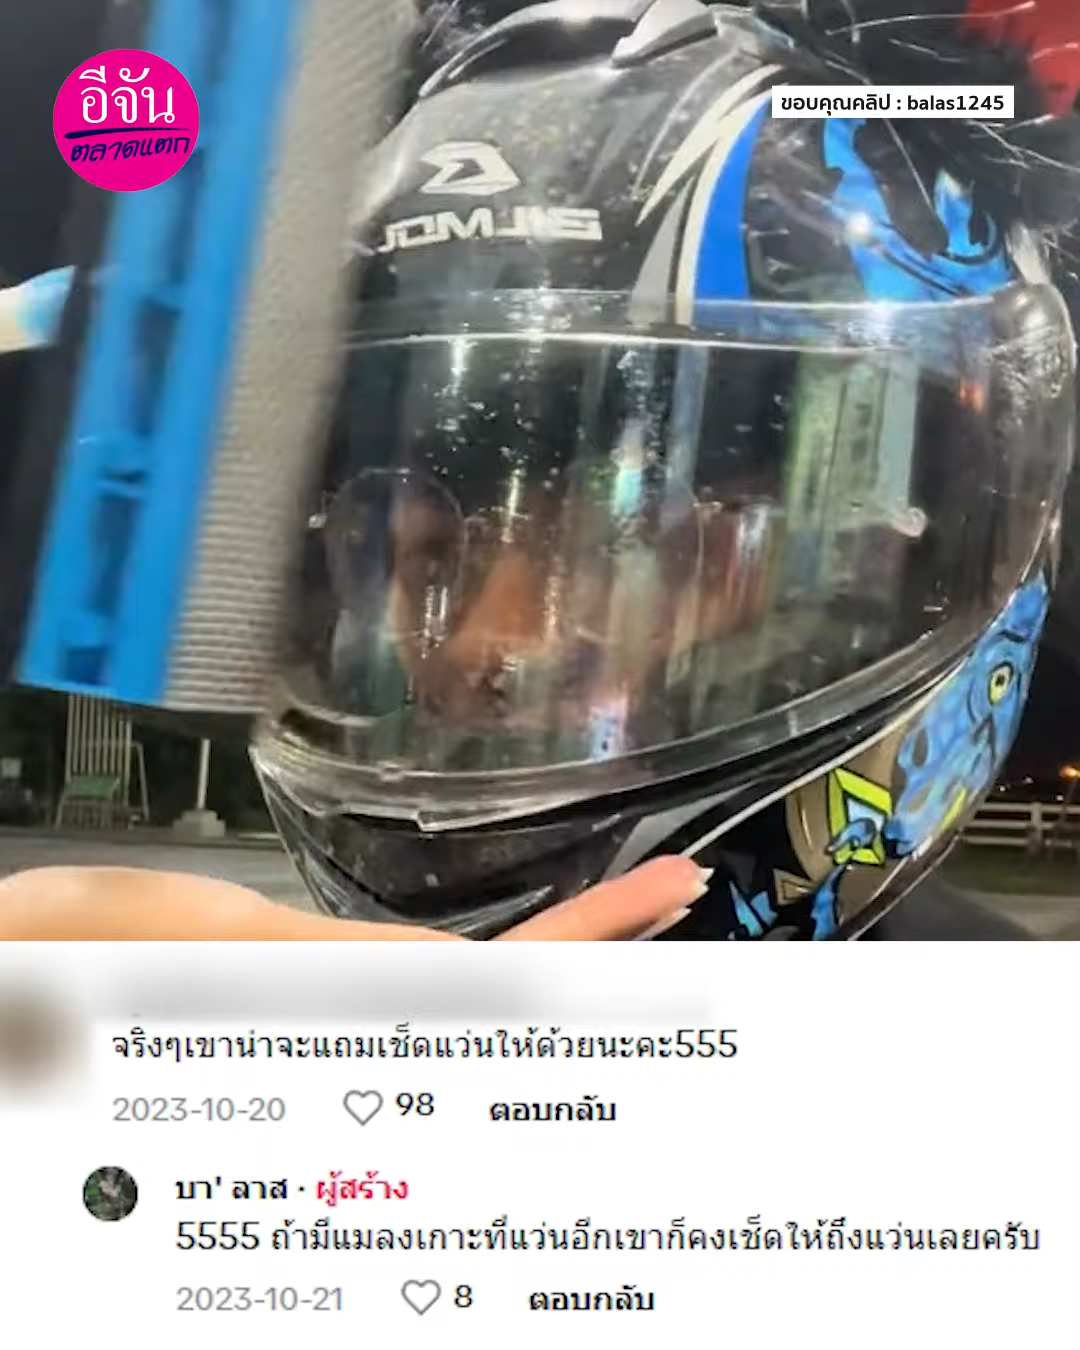 อีจัน
ตลาดแตก
ขอบคุณคลิป : balas1245
JOMJIS
จริงๆเขาน่าจะแถมเช็ดแว่นให้ด้วยนะคะ555
2023-10-20 98 ตอบกลับ
บา' ลาส · ผู้สร้าง
5555 ถ้ามีแมลงเกาะที่แว่นอีกเขาก็คงเช็ดให้ถึงแว่นเลยครับ
2023-10-21 8 ตอบกลับ